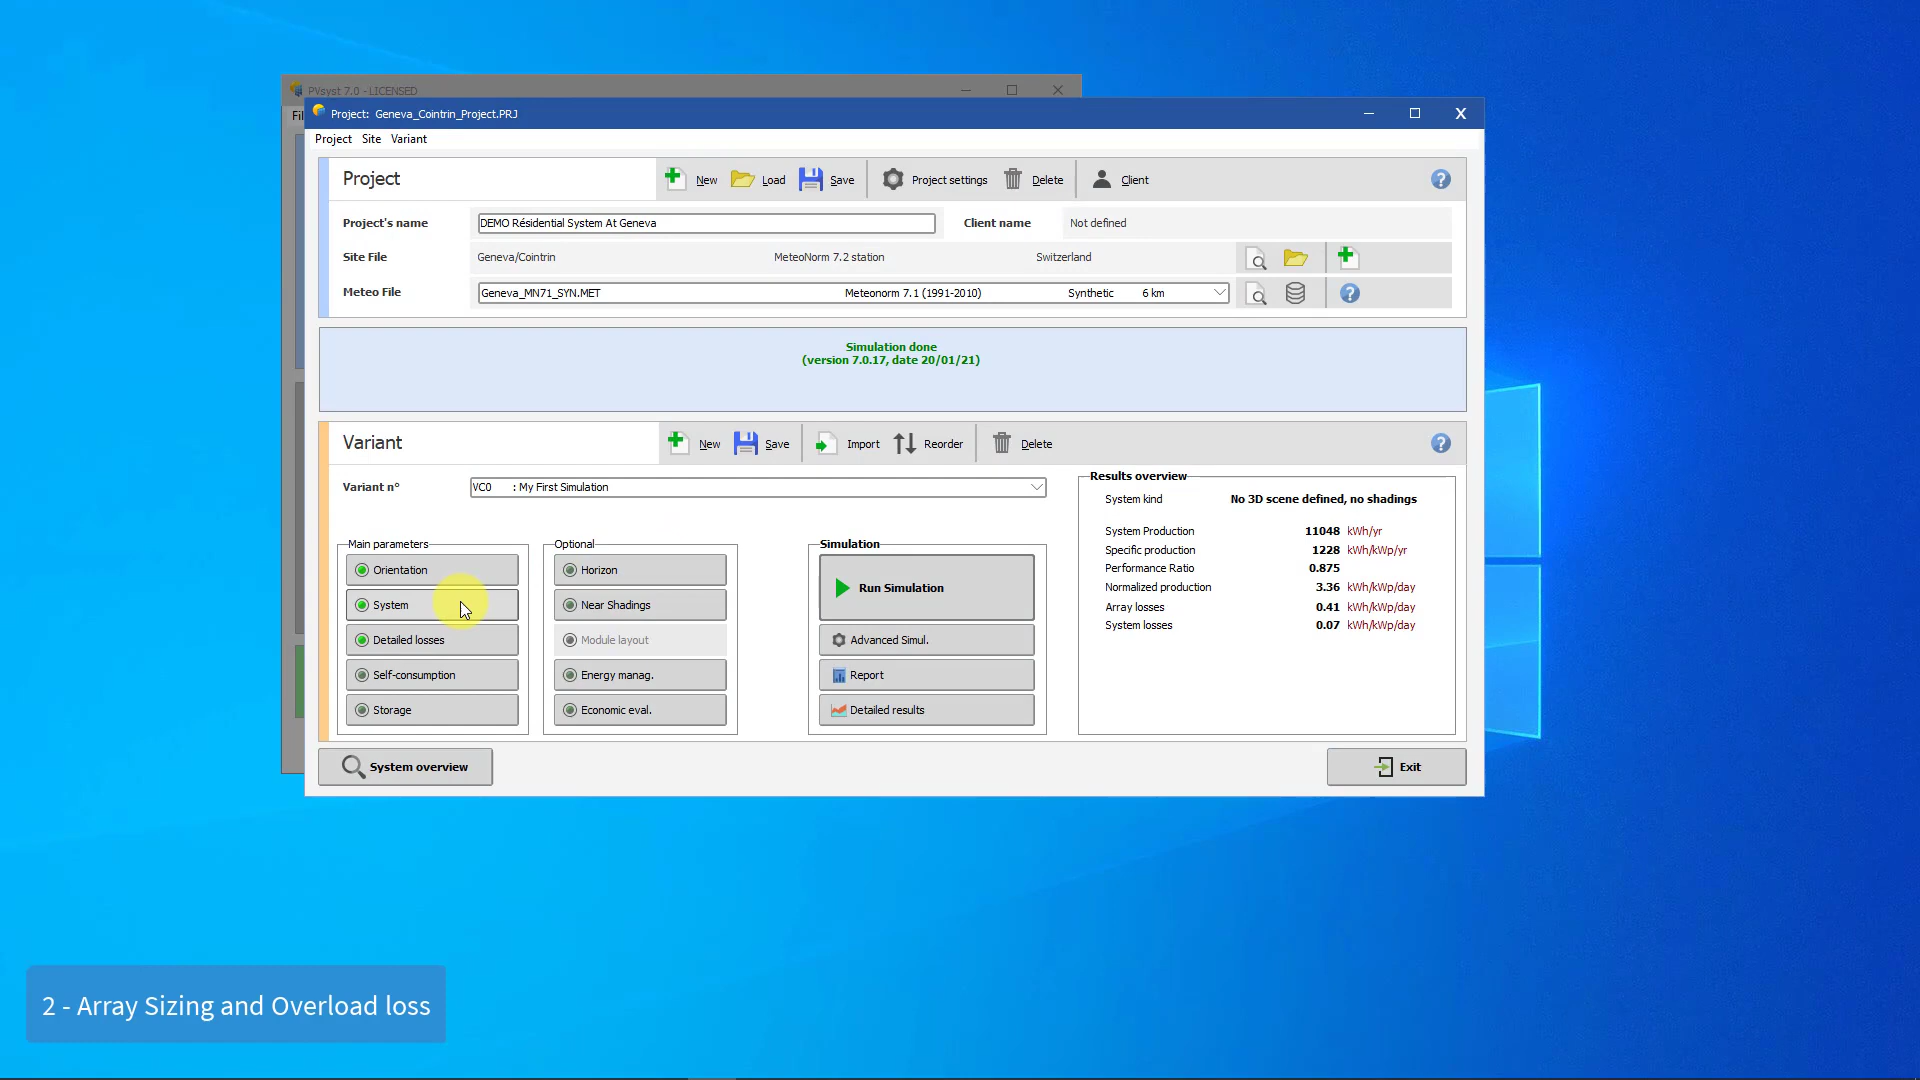 PVsyst 7.0 - LICENSED
Fil
Project: Geneva_Cointrin_Project.PRJ
Project Site Variant
Project New Load Save Project settings Delete Client
Project's name DEMO Résidential System At Geneva Client name Not defined
Site File Geneva/Cointrin MeteoNorm 7.2 station Switzerland
Meteo File Geneva_MN71_SYN.MET Meteonorm 7.1 (1991-2010) Synthetic 6 km
Simulation done
(version 7.0.17, date 20/01/21)
Variant New Save Import Reorder Delete
Variant n° VC0 : My First Simulation
Main parameters
Orientation
System
Detailed losses
Self-consumption
Storage
Optional
Horizon
Near Shadings
Module layout
Energy manag.
Economic eval.
Simulation
Run Simulation
Advanced Simul.
Report
Detailed results
Results overview
System kind No 3D scene defined, no shadings
System Production 11048 kWh/yr
Specific production 1228 kWh/kWp/yr
Performance Ratio 0.875
Normalized production 3.36 kWh/kWp/day
Array losses 0.41 kWh/kWp/day
System losses 0.07 kWh/kWp/day
System overview
Exit
2 - Array Sizing and Overload loss